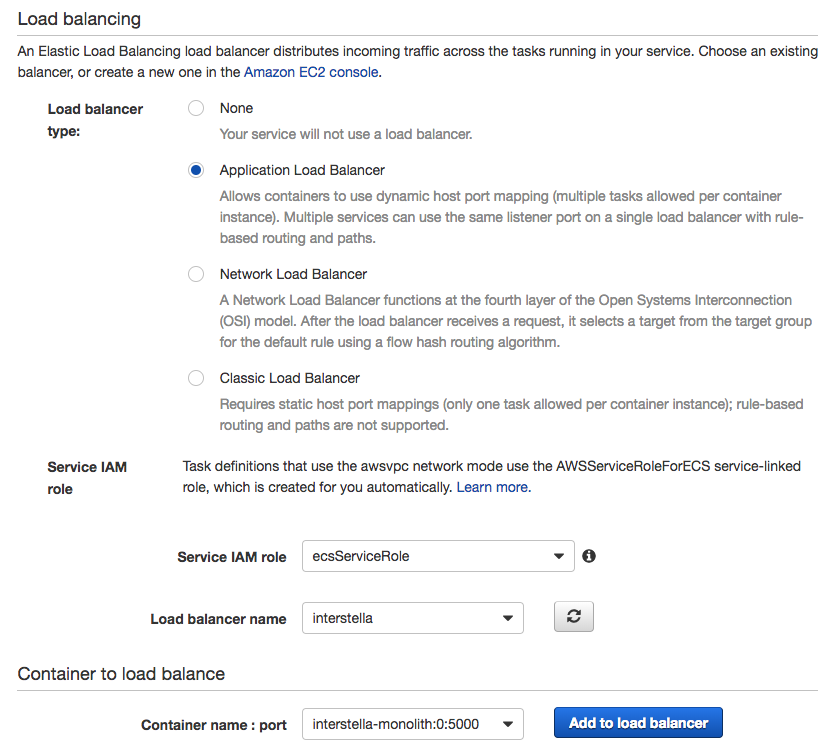 Load balancing
An Elastic Load Balancing load balancer distributes incoming traffic across the tasks running in your service. Choose an existing
balancer, or create a new one in the Amazon EC2 console.
Load balancer
type:
None
Your service will not use a load balancer.
Application Load Balancer
Allows containers to use dynamic host port mapping (multiple tasks allowed per container
instance). Multiple services can use the same listener port on a single load balancer with rule-
based routing and paths.
Network Load Balancer
A Network Load Balancer functions at the fourth layer of the Open Systems Interconnection
(OSI) model. After the load balancer receives a request, it selects a target from the target group
for the default rule using a flow hash routing algorithm.
Classic Load Balancer
Requires static host port mappings (only one task allowed per container instance); rule-based
routing and paths are not supported.
Service IAM
role
Task definitions that use the awsvpc network mode use the AWSServiceRoleForECS service-linked
role, which is created for you automatically. Learn more.
Service IAM role ecsServiceRole
Load balancer name interstella
Container to load balance
Container name : port interstella-monolith:0:5000 Add to load balancer